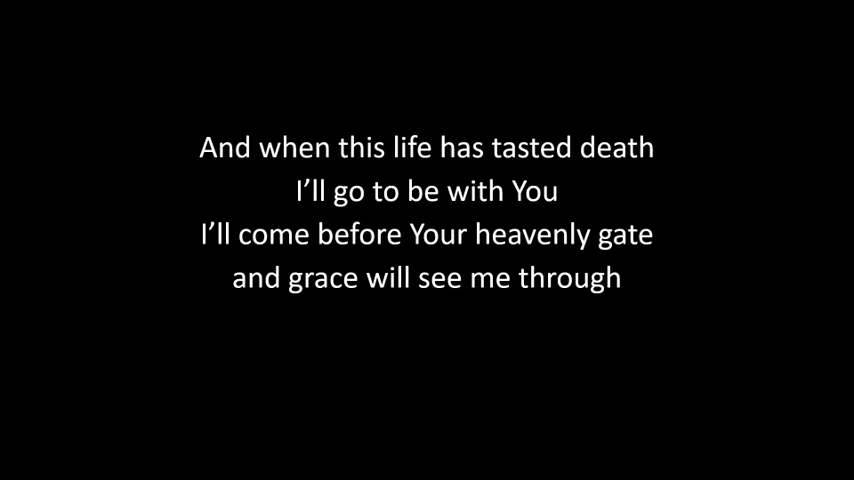 And when this life has tasted death
I’ll go to be with You
I’ll come before Your heavenly gate
and grace will see me through